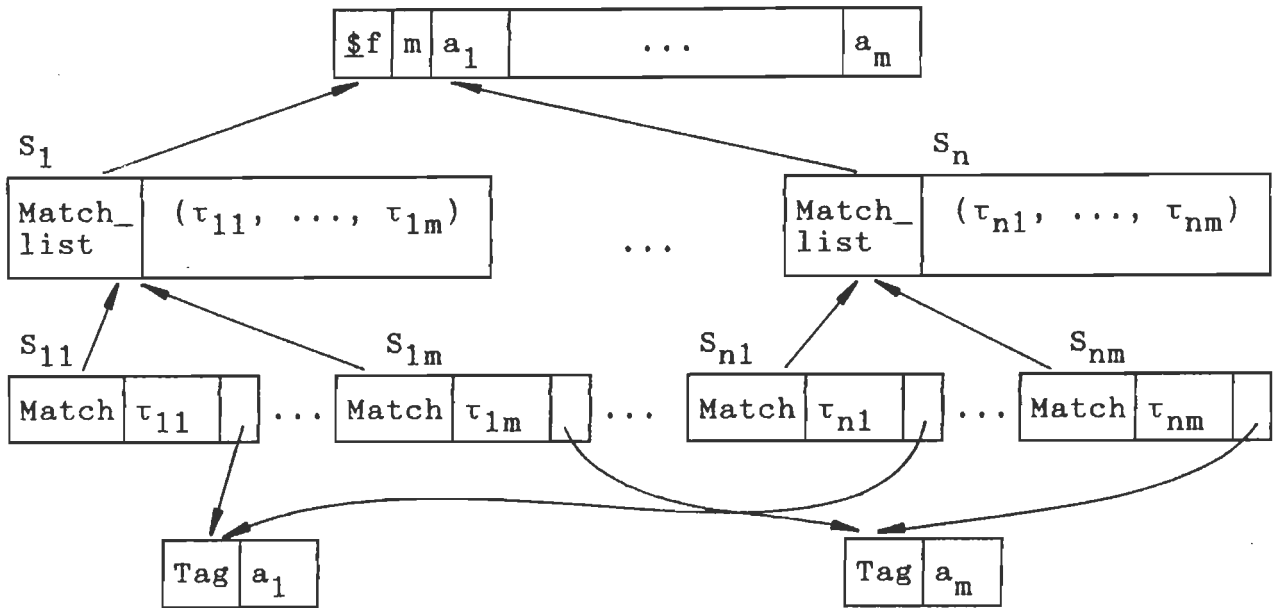 $f m a₁ ... aₘ
S₁ Sₙ
Match_ (τ₁₁, ..., τ₁ₘ) Match_ (τₙ₁, ..., τₙₘ)
list ... list
S₁₁ S₁ₘ Sₙ₁ Sₙₘ
Match τ₁₁ ... Match τ₁ₘ ... Match τₙ₁ ... Match τₙₘ
Tag a₁ Tag aₘ